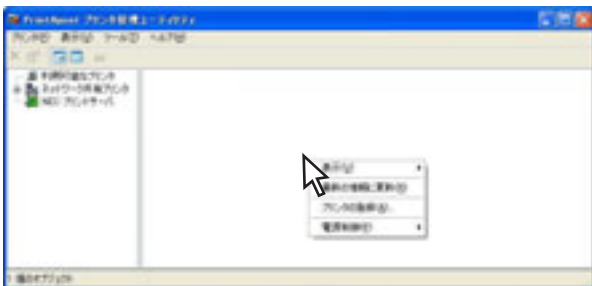 PrintAgent プリンタ管理ユーティリティ
表示(V) ツール(T) ヘルプ(H)
利用可能なプリンタ
ネットワーク共有プリンタ
NEC プリントサーバ
表示(V)
最新の情報に更新(R)
プリンタの登録(A)...
電源制御(E)
1 個のオブジェクト